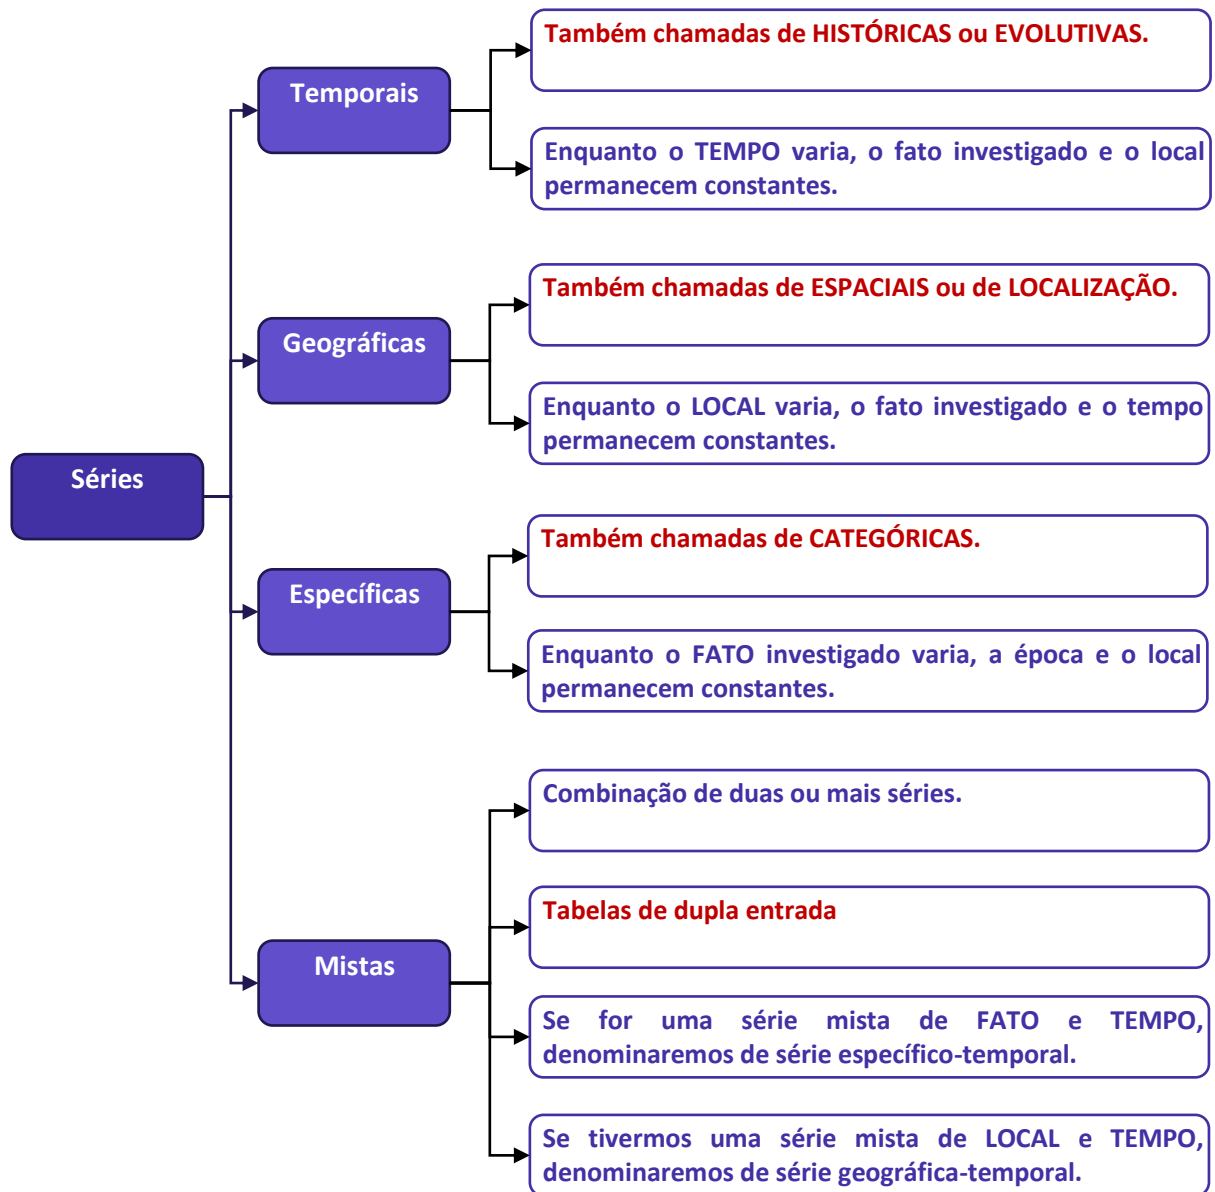 Séries
Temporais
Também chamadas de HISTÓRICAS ou EVOLUTIVAS.
Enquanto o TEMPO varia, o fato investigado e o local
permanecem constantes.
Geográficas
Também chamadas de ESPACIAIS ou de LOCALIZAÇÃO.
Enquanto o LOCAL varia, o fato investigado e o tempo
permanecem constantes.
Específicas
Também chamadas de CATEGÓRICAS.
Enquanto o FATO investigado varia, a época e o local
permanecem constantes.
Mistas
Combinação de duas ou mais séries.
Tabelas de dupla entrada
Se for uma série mista de FATO e TEMPO,
denominaremos de série específico-temporal.
Se tivermos uma série mista de LOCAL e TEMPO,
denominaremos de série geográfica-temporal.